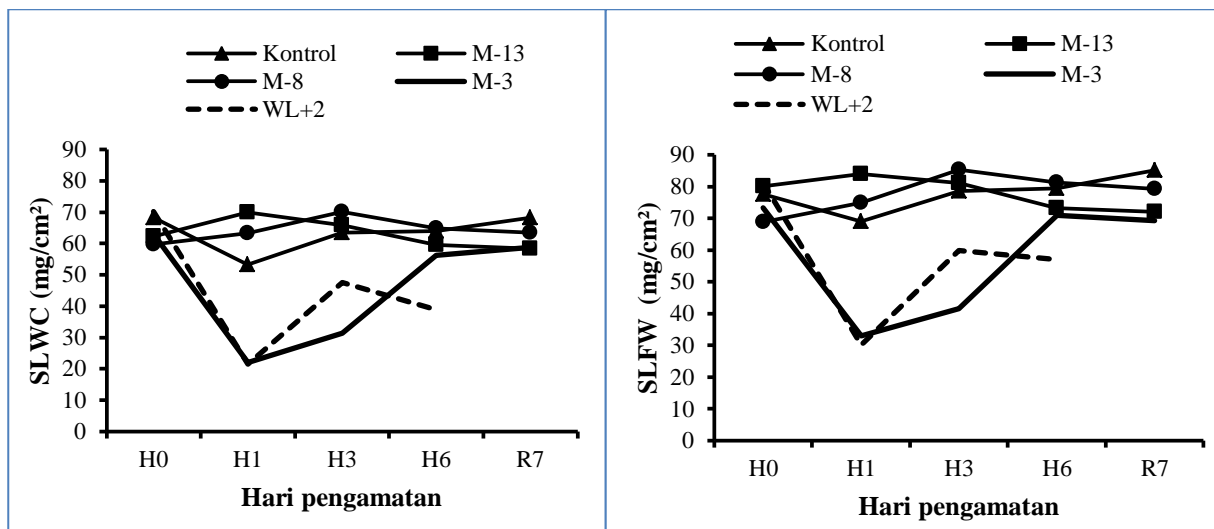 Kontrol M-13
M-8 M-3
WL+2
SLWC (mg/cm²)
90
80
70
60
50
40
30
20
10
0
H0 H1 H3 H6 R7
Hari pengamatan
Kontrol M-13
M-8 M-3
WL+2
SLFW (mg/cm²)
90
80
70
60
50
40
30
20
10
0
H0 H1 H3 H6 R7
Hari pengamatan